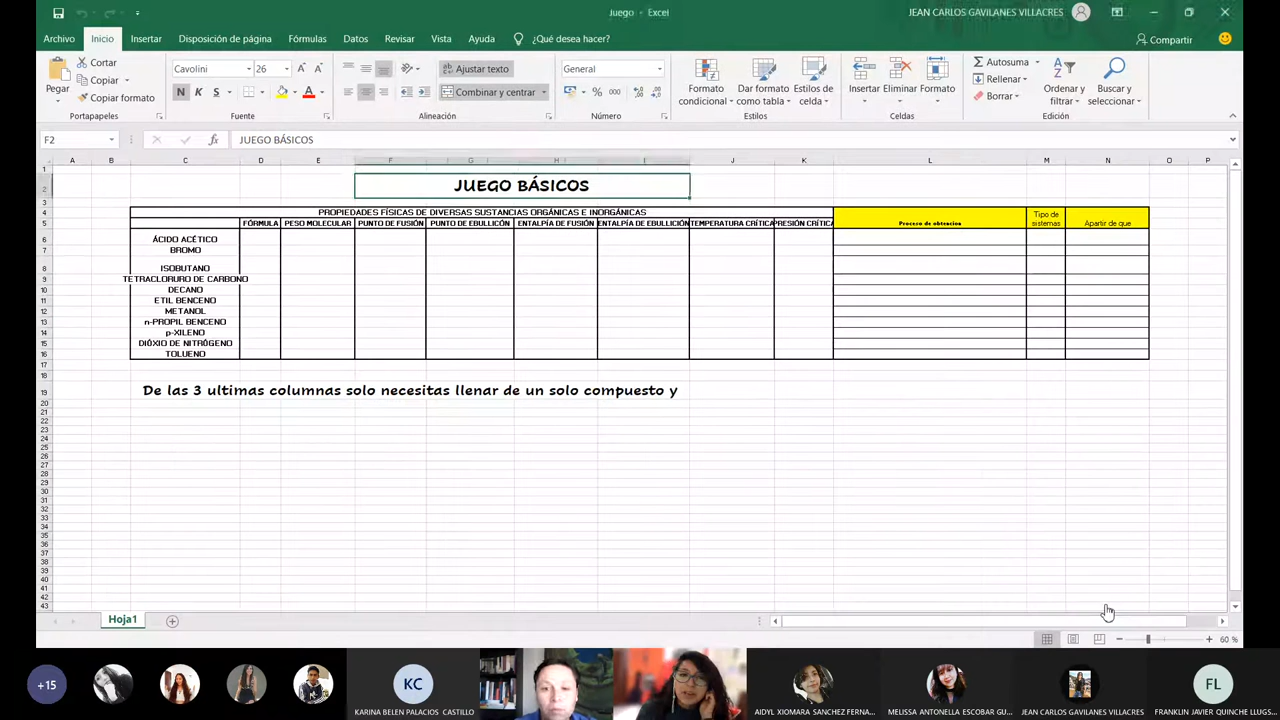 Juego - Excel
JEAN CARLOS GAVILANES VILLACRES
Archivo Inicio Insertar Disposición de página Fórmulas Datos Revisar Vista Ayuda ¿Qué desea hacer?
Compartir
Pegar
Cortar
Copiar
Copiar formato
Portapapeles
Cavolini 26
N K S
Fuente
Ajustar texto
Combinar y centrar
Alineación
General
% 000
Número
Formato condicional
Dar formato como tabla
Estilos de celda
Estilos
Insertar Eliminar Formato
Celdas
Autosuma
Rellenar
Borrar
Ordenar y filtrar
Buscar y seleccionar
Edición
F2 fx JUEGO BÁSICOS
A B C D E F G H I J K L M N O P
JUEGO BÁSICOS
PROPIEDADES FÍSICAS DE DIVERSAS SUSTANCIAS ORGÁNICAS E INORGÁNICAS
FÓRMULA PESO MOLECULAR PUNTO DE FUSIÓN PUNTO DE EBULLICÓN ENTALPÍA DE FUSIÓN ENTALPÍA DE EBULLICIÓN TEMPERATURA CRÍTICA PRESIÓN CRÍTICA Proceso de obtencion Tipo de sistemas Apartir de que
ÁCIDO ACÉTICO
BROMO
ISOBUTANO
TETRACLORURO DE CARBONO
DECANO
ETIL BENCENO
METANOL
n-PROPIL BENCENO
p-XILENO
DIÓXIO DE NITRÓGENO
TOLUENO
De las 3 ultimas columnas solo necesitas llenar de un solo compuesto y
Hoja1
60 %
+15
KC
KARINA BELEN PALACIOS CASTILLO
AIDYL XIOMARA SANCHEZ FERNA...
MELISSA ANTONELLA ESCOBAR GU...
JEAN CARLOS GAVILANES VILLACRES
FL
FRANKLIN JAVIER QUINCHE LLUGS...